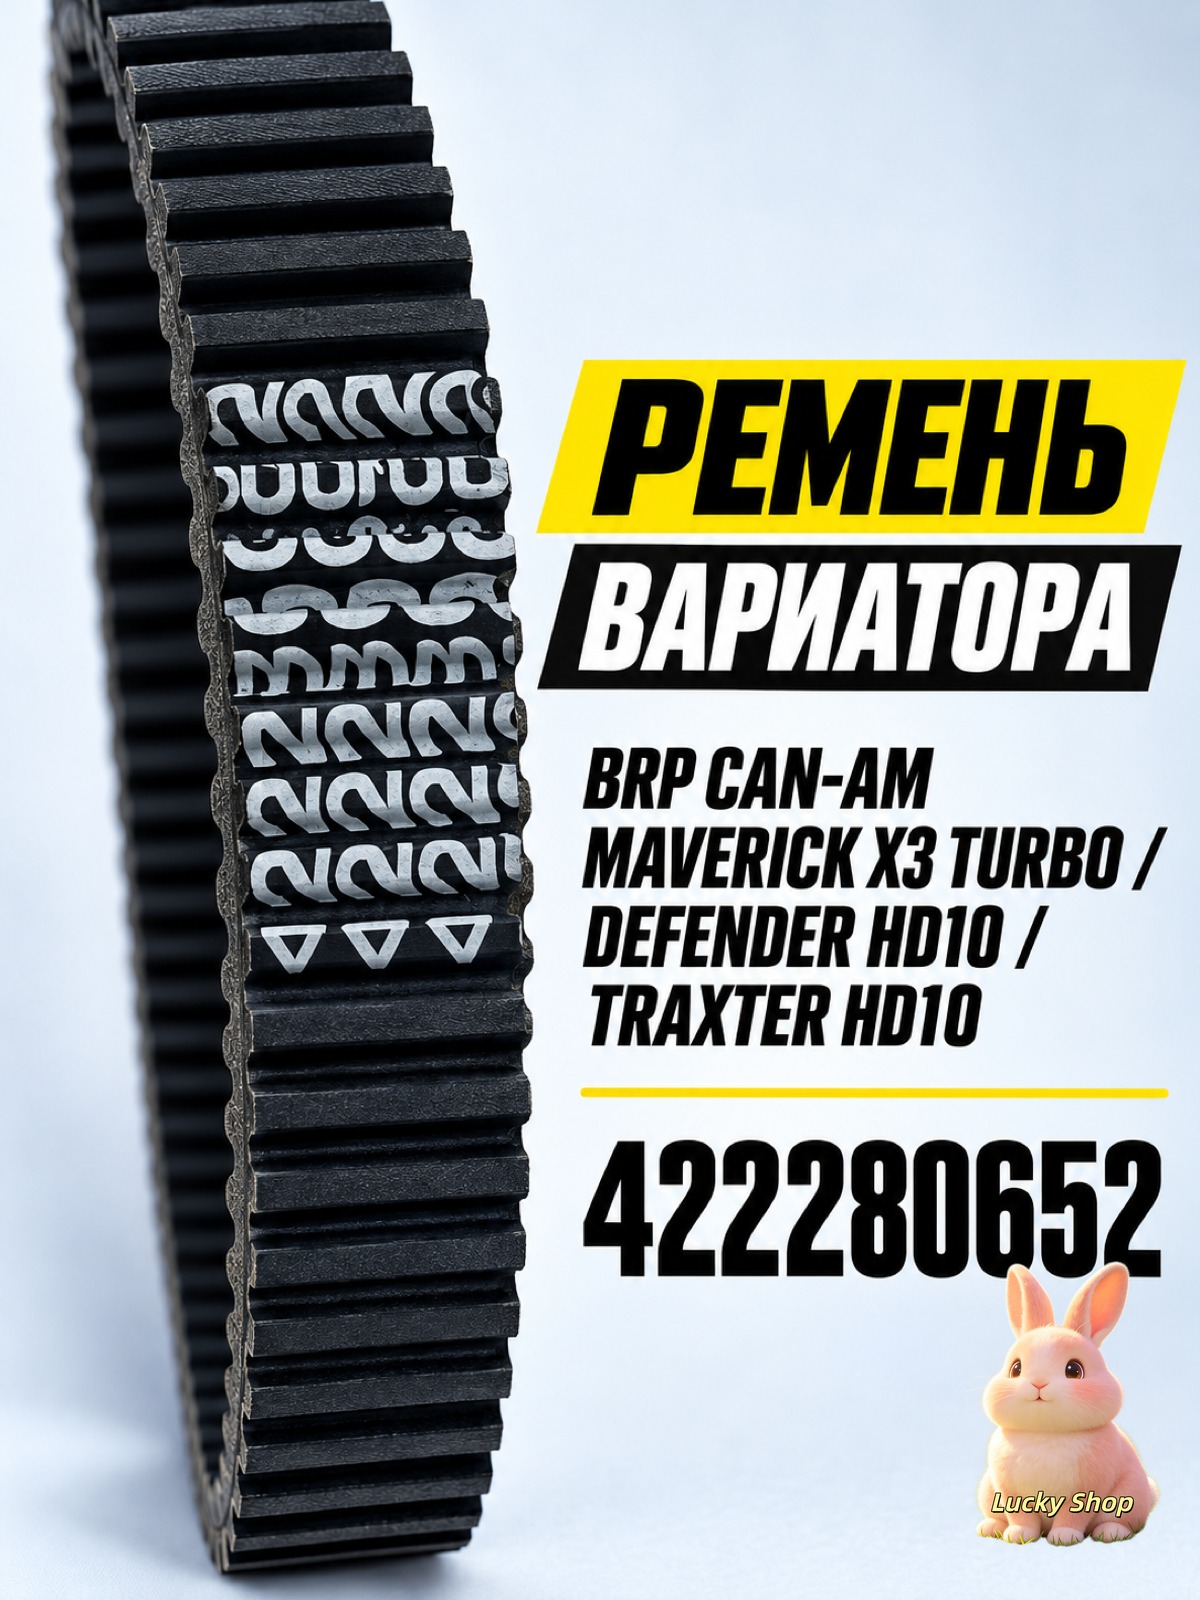 РЕМЕНЬ
ВАРИАТОРА
BRP CAN-AM
MAVERICK X3 TURBO /
DEFENDER HD10 /
TRAXTER HD10
422280652
Lucky Shop